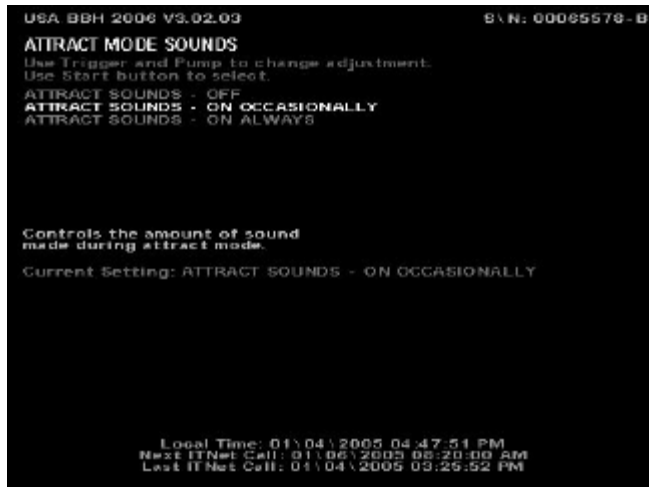 USA BBH 2006 V3.02.03 S\N: 00065578-B
ATTRACT MODE SOUNDS
Use Trigger and Pump to change adjustment.
Use Start button to select.
ATTRACT SOUNDS - OFF
ATTRACT SOUNDS - ON OCCASIONALLY
ATTRACT SOUNDS - ON ALWAYS
Controls the amount of sound
made during attract mode.
Current Setting: ATTRACT SOUNDS - ON OCCASIONALLY
Local Time: 01\04\2005 04:47:51 PM
Next ITNet Call: 01\06\2005 08:20:00 AM
Last ITNet Call: 01\04\2005 03:25:52 PM